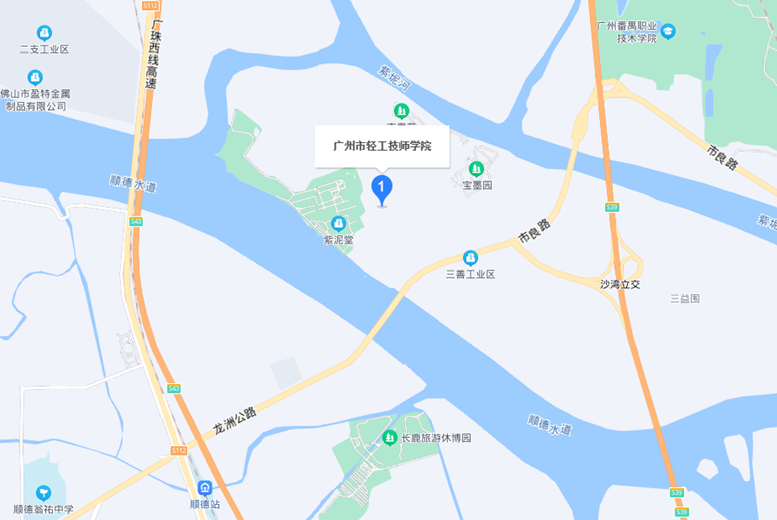 S112
广珠西线高速
二支工业区
佛山市盈特金属
制品有限公司
广州番禺职业
技术学院
紫坭河
广州市轻工技师学院
1
宝墨园
市良路
顺德水道
S39
S43
紫泥堂
市良路
紫坭
三善工业区
沙湾立交
三益围
S43
龙洲公路
顺德水道
长鹿旅游休博园
S112
顺德站
顺德翁祐中学
S39
S39